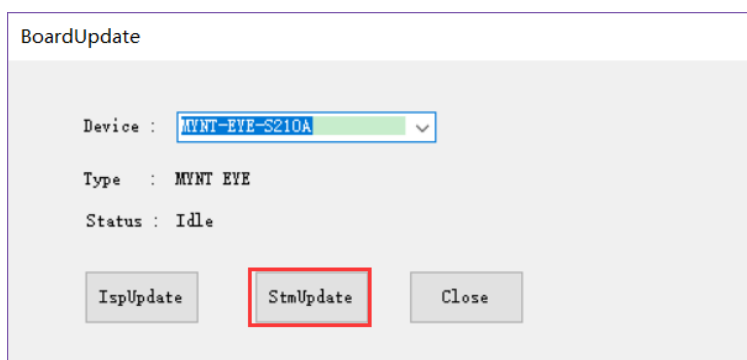 BoardUpdate
Device : MYNT-EYE-S210A
Type : MYNT EYE
Status : Idle
IspUpdate StmUpdate Close